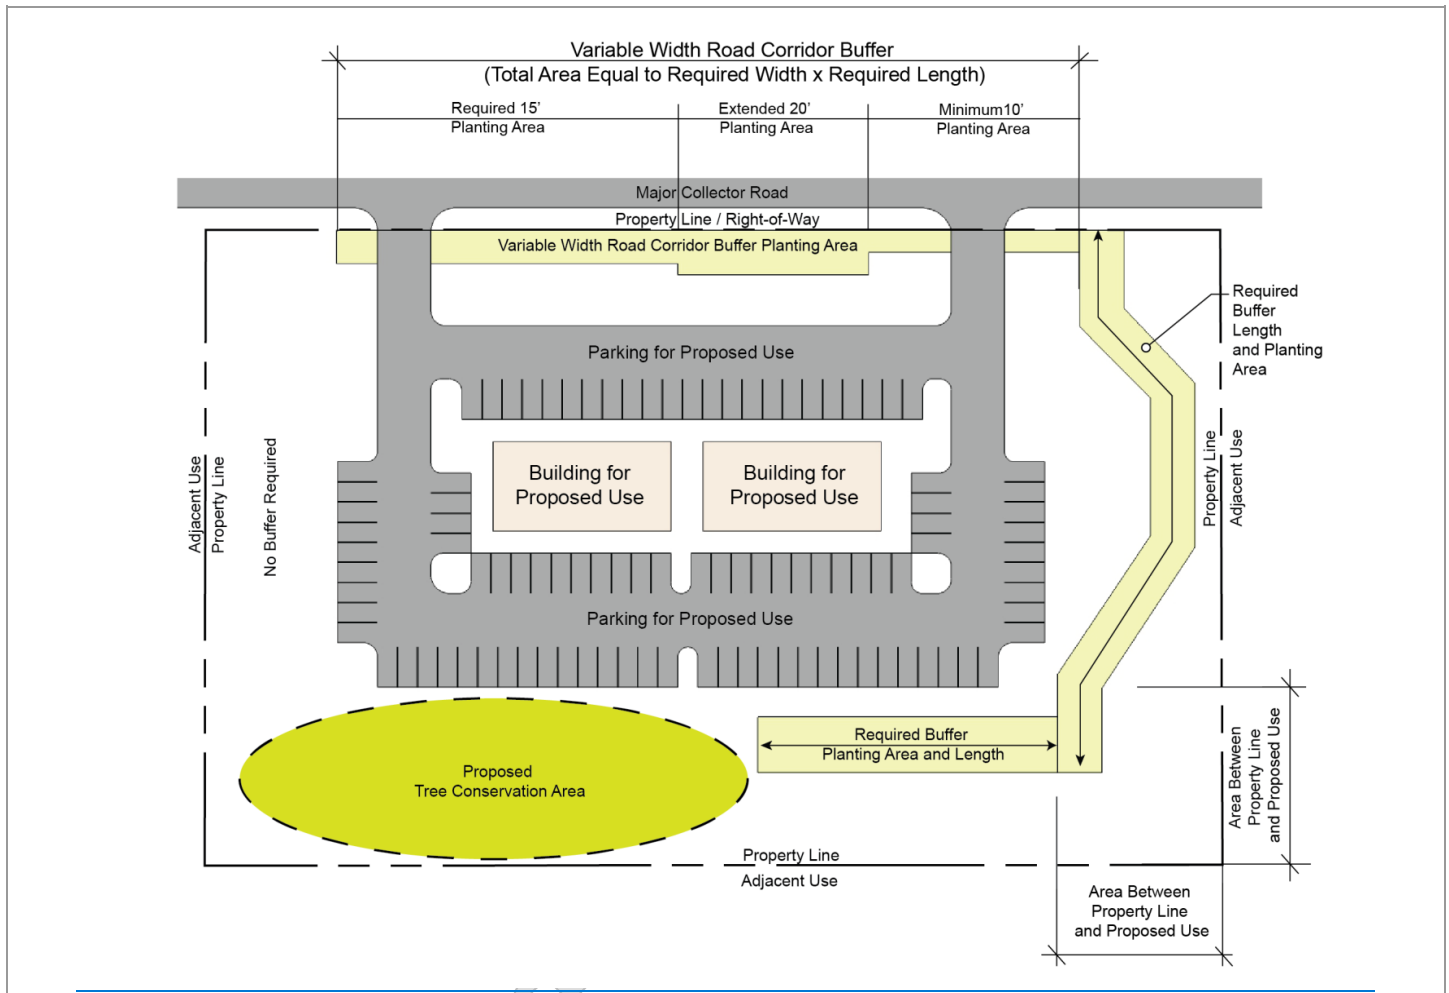 Variable Width Road Corridor Buffer
(Total Area Equal to Required Width x Required Length)
Required 15'
Planting Area
Extended 20'
Planting Area
Minimum10'
Planting Area
Major Collector Road
Property Line / Right-of-Way
Variable Width Road Corridor Buffer Planting Area
Required
Buffer
Length
and Planting
Area
Parking for Proposed Use
Adjacent Use
Property Line
No Buffer Required
Building for
Proposed Use
Building for
Proposed Use
Property Line
Adjacent Use
Parking for Proposed Use
Proposed
Tree Conservation Area
Required Buffer
Planting Area and Length
Area Between
Property Line
and Proposed Use
Property Line
Adjacent Use
Area Between
Property Line
and Proposed Use